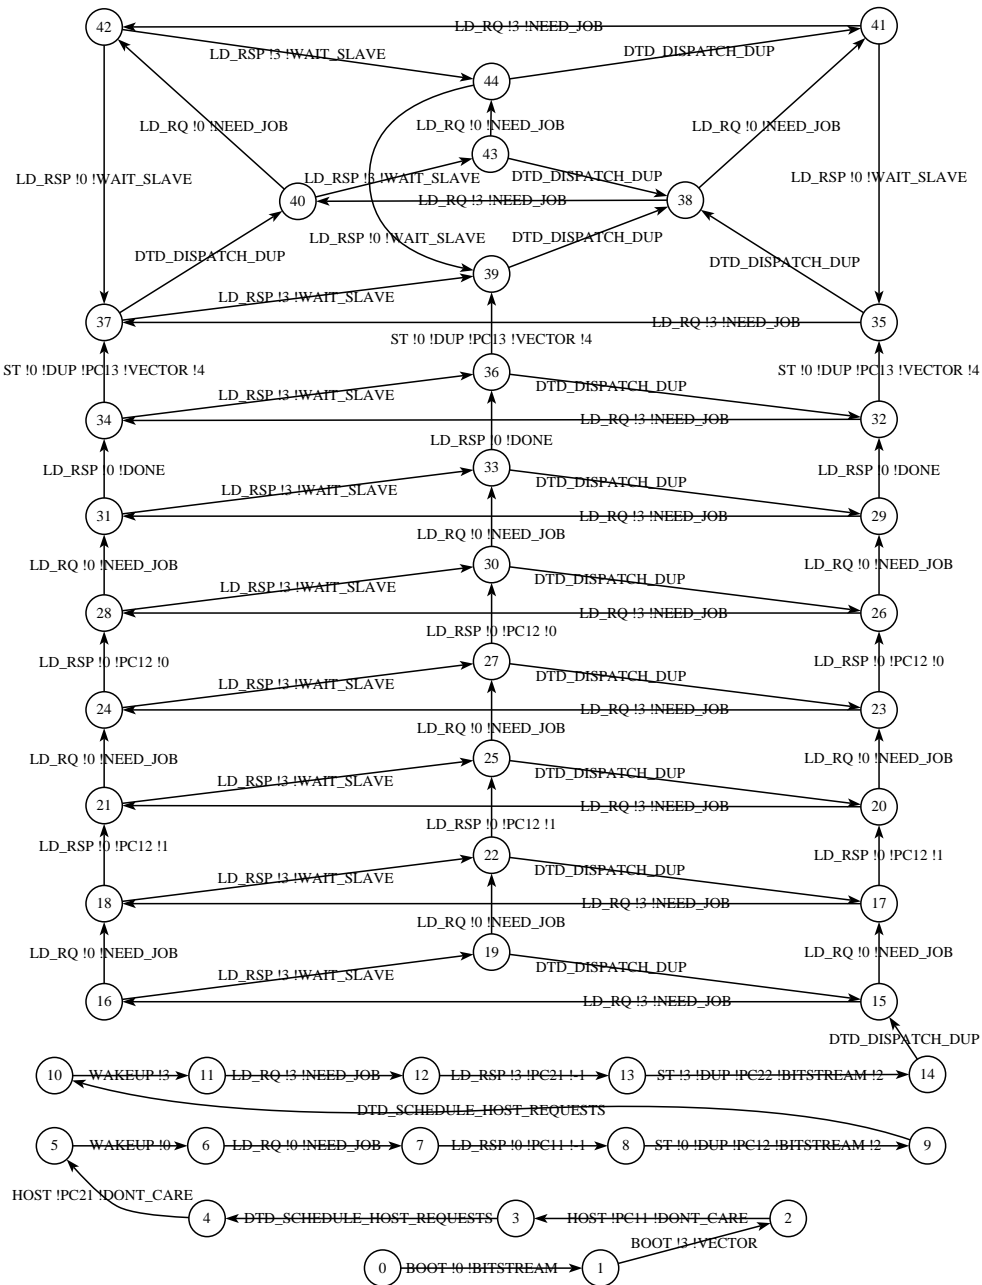 42
LD_RQ !3 !NEED_JOB
41
LD_RSP !3 !WAIT_SLAVE
DTD_DISPATCH_DUP
44
LD_RQ !0 !NEED_JOB
LD_RQ !0 !NEED_JOB
LD_RQ !0 !NEED_JOB
43
LD_RSP !0 !WAIT_SLAVE
LD_RSP !3 !WAIT_SLAVE
DTD_DISPATCH_DUP
LD_RSP !0 !WAIT_SLAVE
40
LD_RQ !3 !NEED_JOB
38
LD_RSP !0 !WAIT_SLAVE
DTD_DISPATCH_DUP
DTD_DISPATCH_DUP
39
DTD_DISPATCH_DUP
LD_RSP !3 !WAIT_SLAVE
37
LD_RQ !3 !NEED_JOB
35
ST !0 !DUP !PC13 !VECTOR !4
ST !0 !DUP !PC13 !VECTOR !4
ST !0 !DUP !PC13 !VECTOR !4
36
LD_RSP !3 !WAIT_SLAVE
DTD_DISPATCH_DUP
34
LD_RQ !3 !NEED_JOB
32
LD_RSP !0 !DONE
LD_RSP !0 !DONE
LD_RSP !0 !DONE
33
LD_RSP !3 !WAIT_SLAVE
DTD_DISPATCH_DUP
31
LD_RQ !3 !NEED_JOB
29
LD_RQ !0 !NEED_JOB
LD_RQ !0 !NEED_JOB
LD_RQ !0 !NEED_JOB
30
LD_RSP !3 !WAIT_SLAVE
DTD_DISPATCH_DUP
28
LD_RQ !3 !NEED_JOB
26
LD_RSP !0 !PC12 !0
LD_RSP !0 !PC12 !0
LD_RSP !0 !PC12 !0
27
LD_RSP !3 !WAIT_SLAVE
DTD_DISPATCH_DUP
24
LD_RQ !3 !NEED_JOB
23
LD_RQ !0 !NEED_JOB
LD_RQ !0 !NEED_JOB
LD_RQ !0 !NEED_JOB
25
LD_RSP !3 !WAIT_SLAVE
DTD_DISPATCH_DUP
21
LD_RQ !3 !NEED_JOB
20
LD_RSP !0 !PC12 !1
LD_RSP !0 !PC12 !1
LD_RSP !0 !PC12 !1
22
LD_RSP !3 !WAIT_SLAVE
DTD_DISPATCH_DUP
18
LD_RQ !3 !NEED_JOB
17
LD_RQ !0 !NEED_JOB
LD_RQ !0 !NEED_JOB
LD_RQ !0 !NEED_JOB
19
LD_RSP !3 !WAIT_SLAVE
DTD_DISPATCH_DUP
16
LD_RQ !3 !NEED_JOB
15
DTD_DISPATCH_DUP
10
WAKEUP !3
11
LD_RQ !3 !NEED_JOB
12
LD_RSP !3 !PC21 !-1
13
ST !3 !DUP !PC22 !BITSTREAM !2
14
DTD_SCHEDULE_HOST_REQUESTS
5
WAKEUP !0
6
LD_RQ !0 !NEED_JOB
7
LD_RSP !0 !PC11 !-1
8
ST !0 !DUP !PC12 !BITSTREAM !2
9
HOST !PC21 !DONT_CARE
4
DTD_SCHEDULE_HOST_REQUESTS
3
HOST !PC11 !DONT_CARE
2
BOOT !3 !VECTOR
0
BOOT !0 !BITSTREAM
1